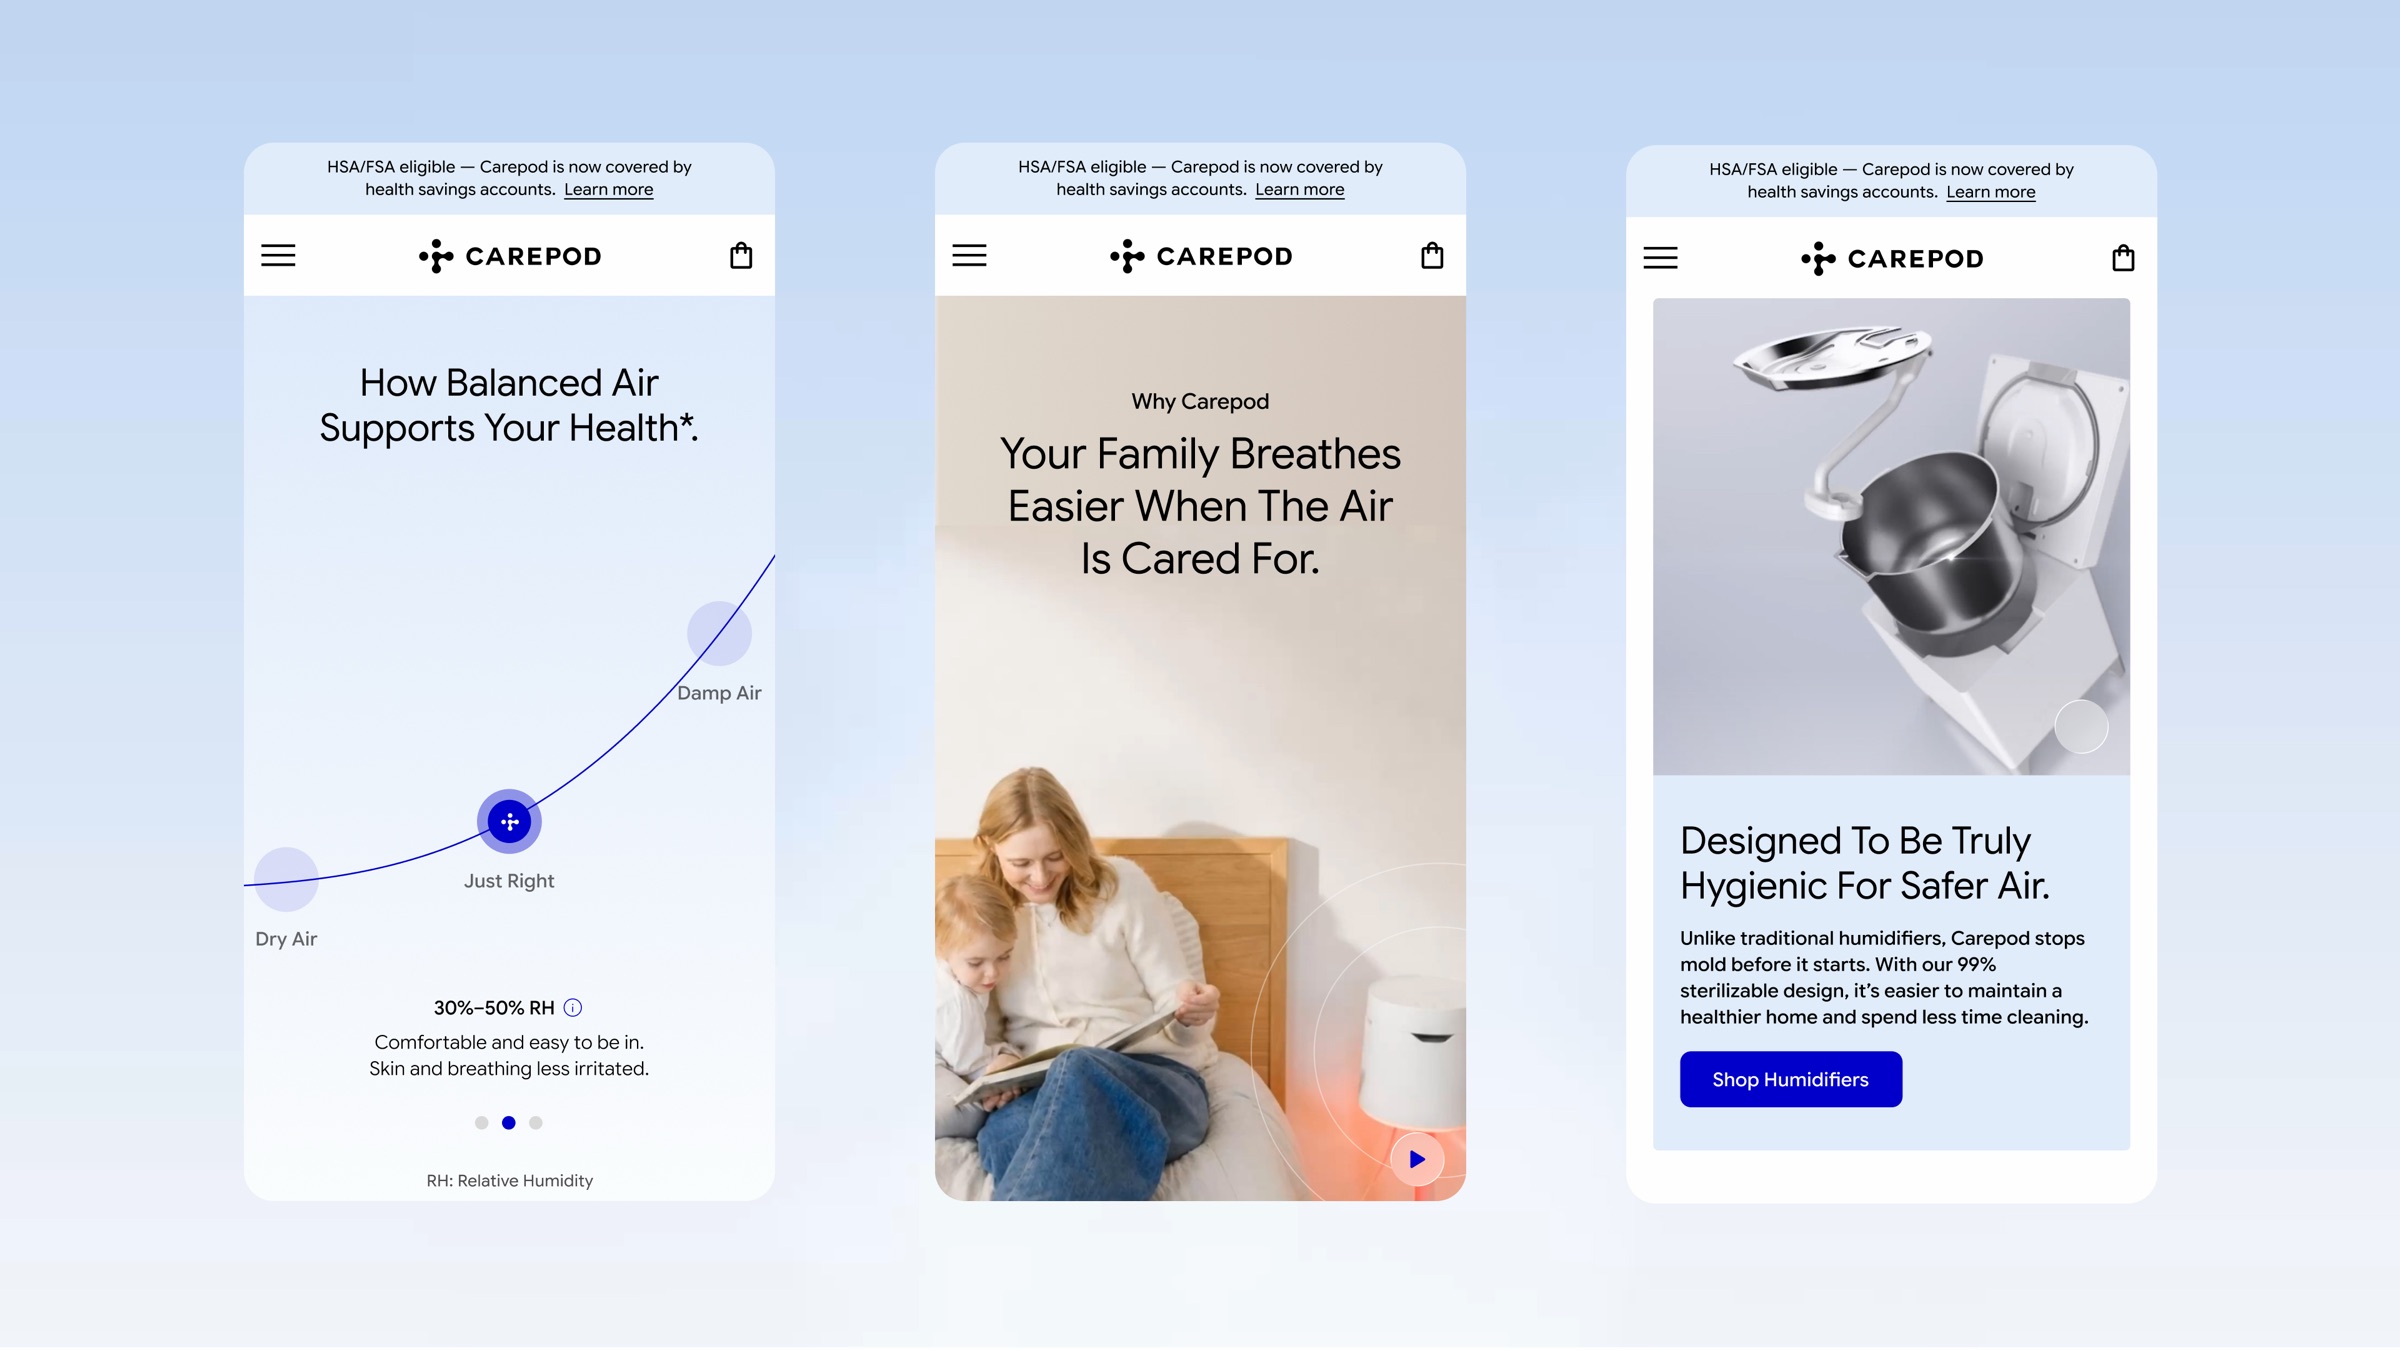 HSA/FSA eligible — Carepod is now covered by
health savings accounts. Learn more
CAREPOD
How Balanced Air
Supports Your Health*.
Damp Air
Just Right
Dry Air
30%–50% RH
Comfortable and easy to be in.
Skin and breathing less irritated.
RH: Relative Humidity
HSA/FSA eligible — Carepod is now covered by
health savings accounts. Learn more
CAREPOD
Why Carepod
Your Family Breathes
Easier When The Air
Is Cared For.
HSA/FSA eligible — Carepod is now covered by
health savings accounts. Learn more
CAREPOD
Designed To Be Truly
Hygienic For Safer Air.
Unlike traditional humidifiers, Carepod stops
mold before it starts. With our 99%
sterilizable design, it’s easier to maintain a
healthier home and spend less time cleaning.
Shop Humidifiers